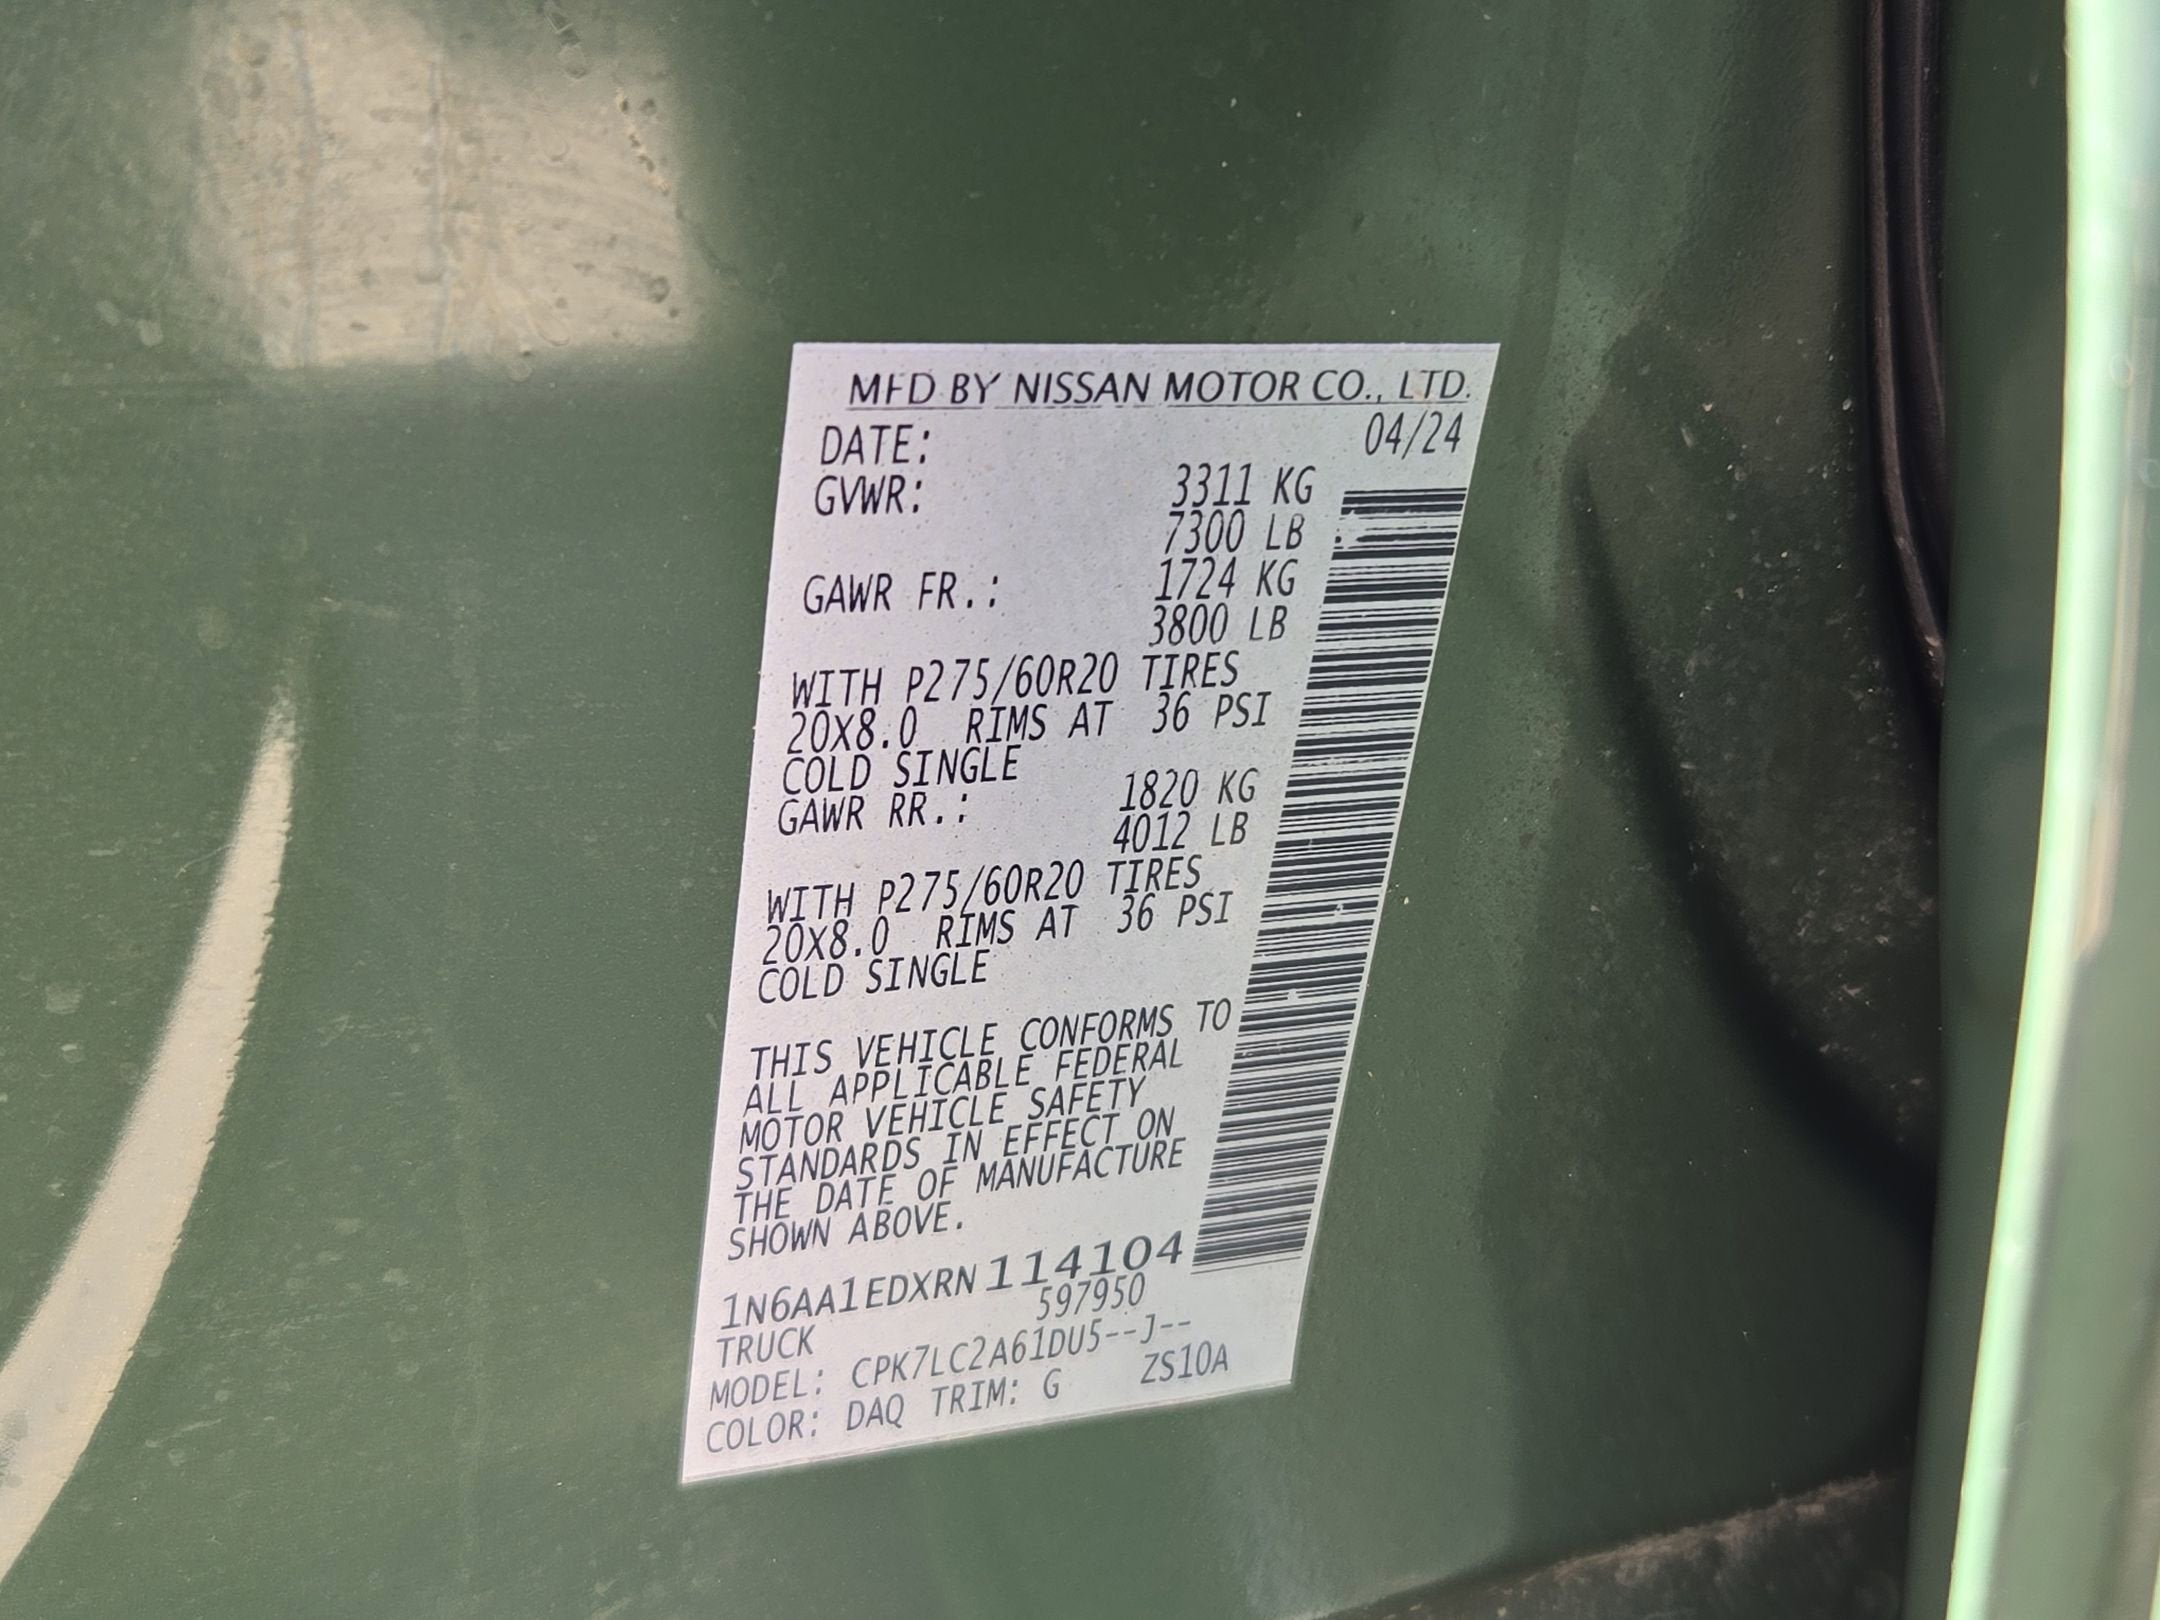 MFD BY NISSAN MOTOR CO., LTD.
DATE: 04/24
GVWR: 3311 KG
7300 LB
GAWR FR.: 1724 KG
3800 LB
WITH P275/60R20 TIRES
20X8.0 RIMS AT 36 PSI
COLD SINGLE
GAWR RR.: 1820 KG
4012 LB
WITH P275/60R20 TIRES
20X8.0 RIMS AT 36 PSI
COLD SINGLE
THIS VEHICLE CONFORMS TO
ALL APPLICABLE FEDERAL
MOTOR VEHICLE SAFETY
STANDARDS IN EFFECT ON
THE DATE OF MANUFACTURE
SHOWN ABOVE.
1N6AA1EDXRN114104
597950
TRUCK
MODEL: CPK7LC2A61DU5--J--
COLOR: DAQ TRIM: G ZS10A